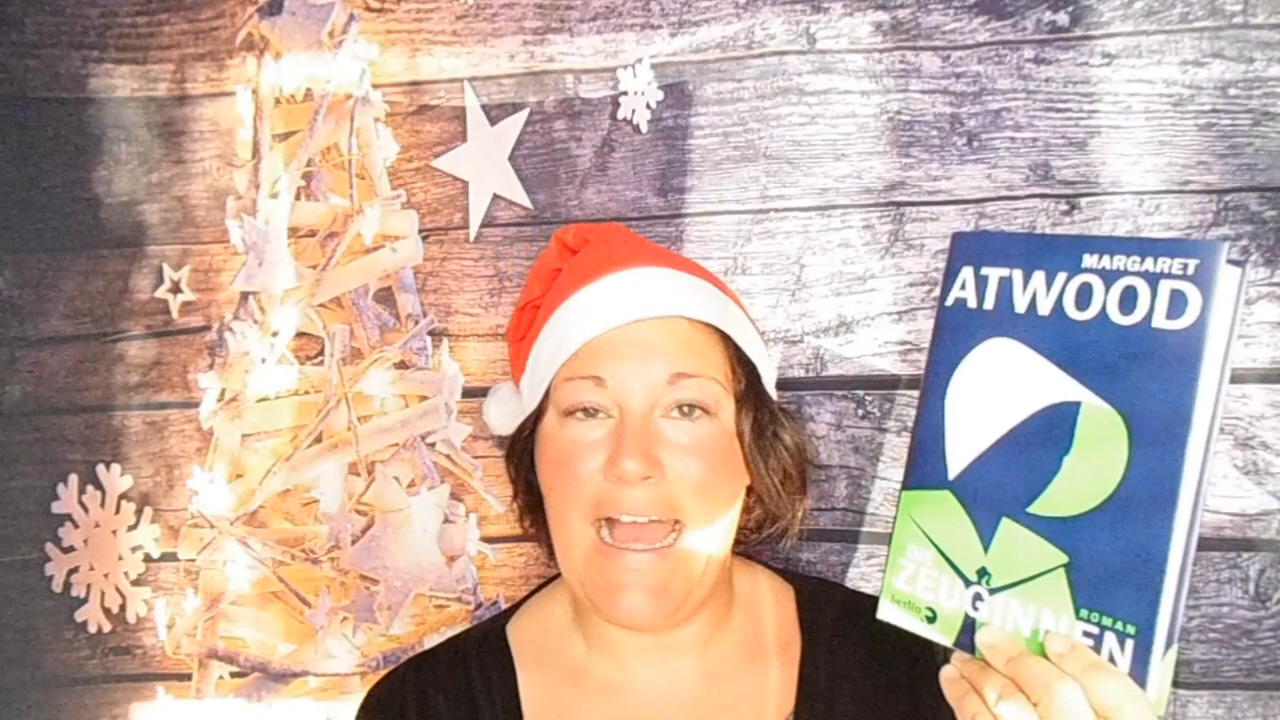 MARGARET
ATWOOD
DIE
ZEUGINNEN
ROMAN
berlin